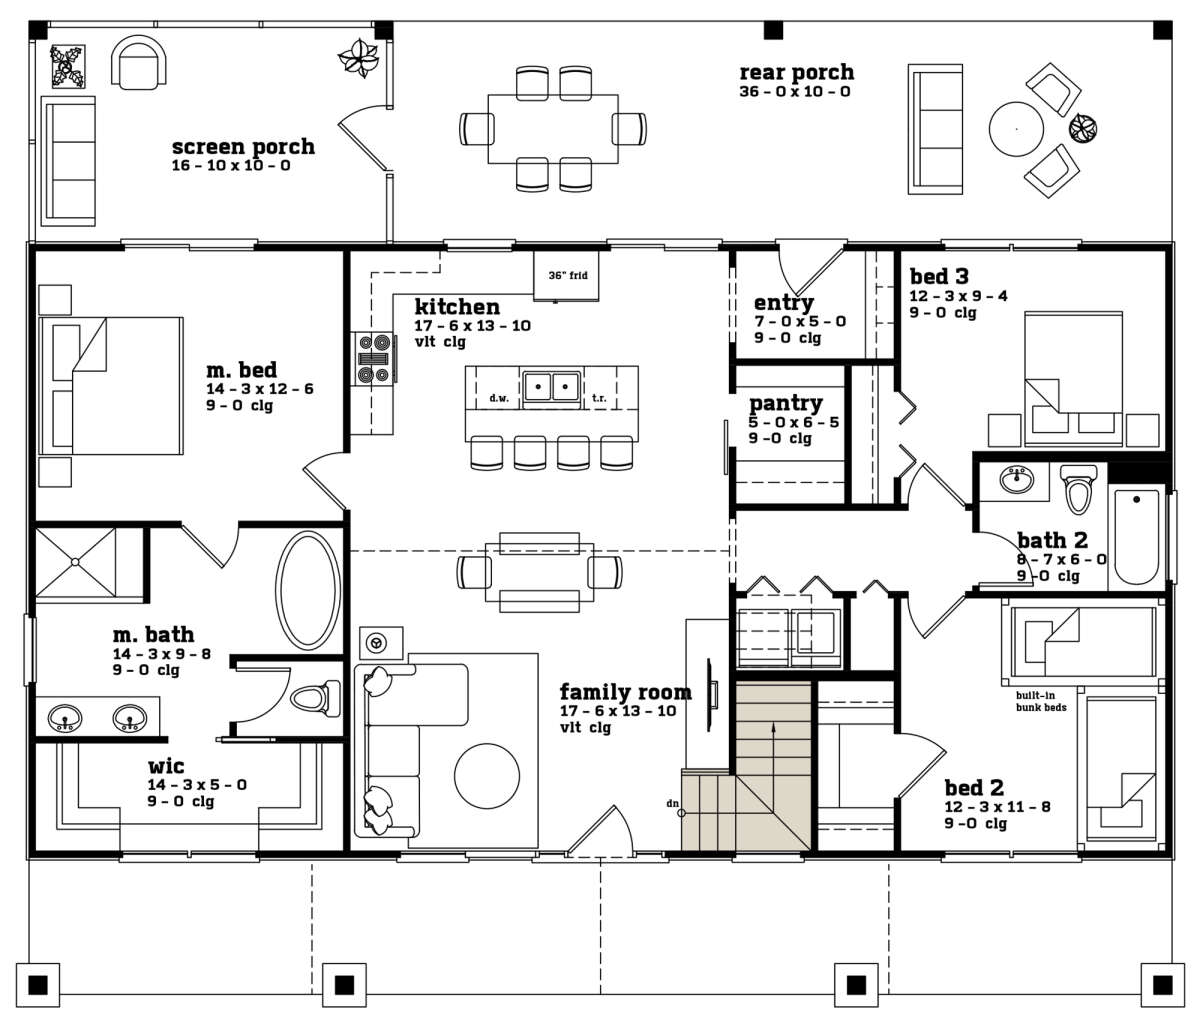 rear porch
36 - 0 x 10 - 0
screen porch
16 - 10 x 10 - 0
36" frid
kitchen
17 - 6 x 13 - 10
vlt clg
entry
7 - 0 x 5 - 0
9 - 0 clg
bed 3
12 - 3 x 9 - 4
9 - 0 clg
m. bed
14 - 3 x 12 - 6
9 - 0 clg
d.w.
t.r.
pantry
5 - 0 x 6 - 5
9 -0 clg
bath 2
8 - 7 x 6 - 0
9 -0 clg
m. bath
14 - 3 x 9 - 8
9 - 0 clg
family room
17 - 6 x 13 - 10
vlt clg
built-in
bunk beds
wic
14 - 3 x 5 - 0
9 - 0 clg
dn
bed 2
12 - 3 x 11 - 8
9 -0 clg